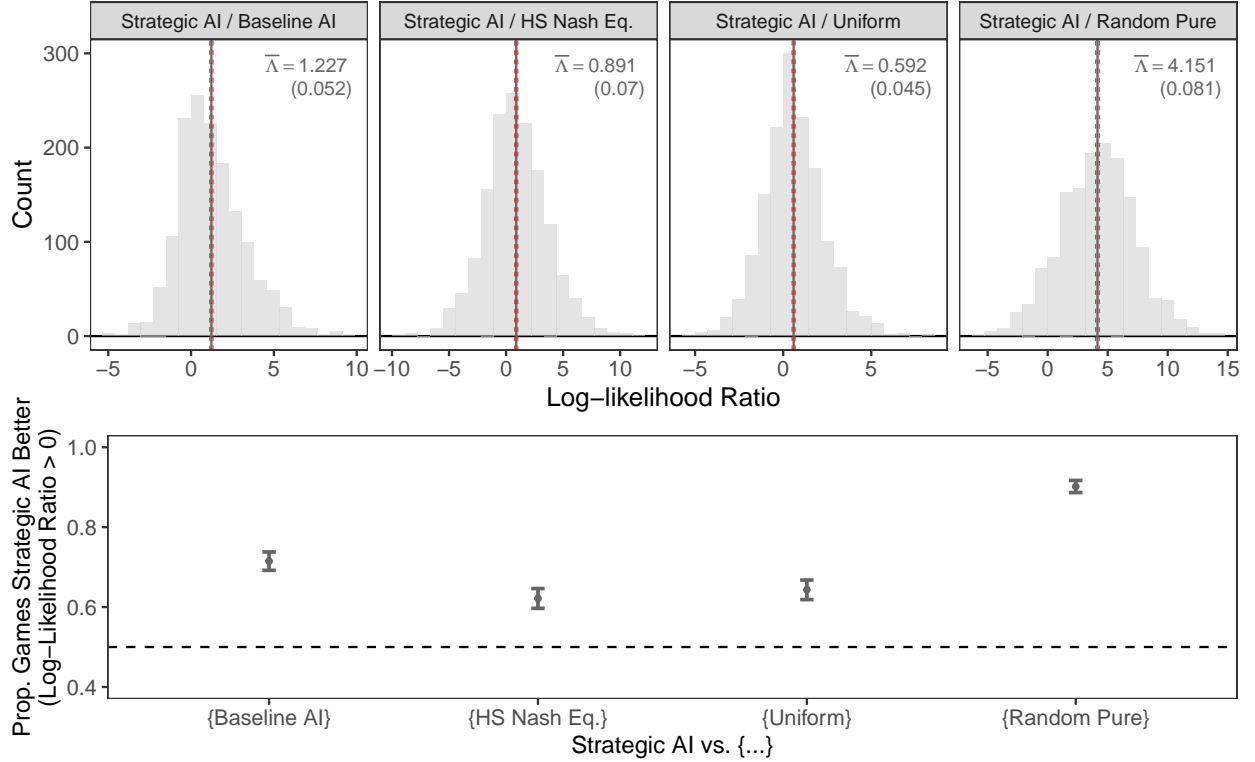 Strategic AI / Baseline AI
Strategic AI / HS Nash Eq.
Strategic AI / Uniform
Strategic AI / Random Pure
Λ̅ = 1.227
(0.052)
Λ̅ = 0.891
(0.07)
Λ̅ = 0.592
(0.045)
Λ̅ = 4.151
(0.081)
Count
300
200
100
0
−5 0 5 10
−10 −5 0 5 10
−5 0 5
−5 0 5 10 15
Log−likelihood Ratio
Prop. Games Strategic AI Better
(Log−Likelihood Ratio > 0)
1.0
0.8
0.6
0.4
{Baseline AI}
{HS Nash Eq.}
{Uniform}
{Random Pure}
Strategic AI vs. {...}